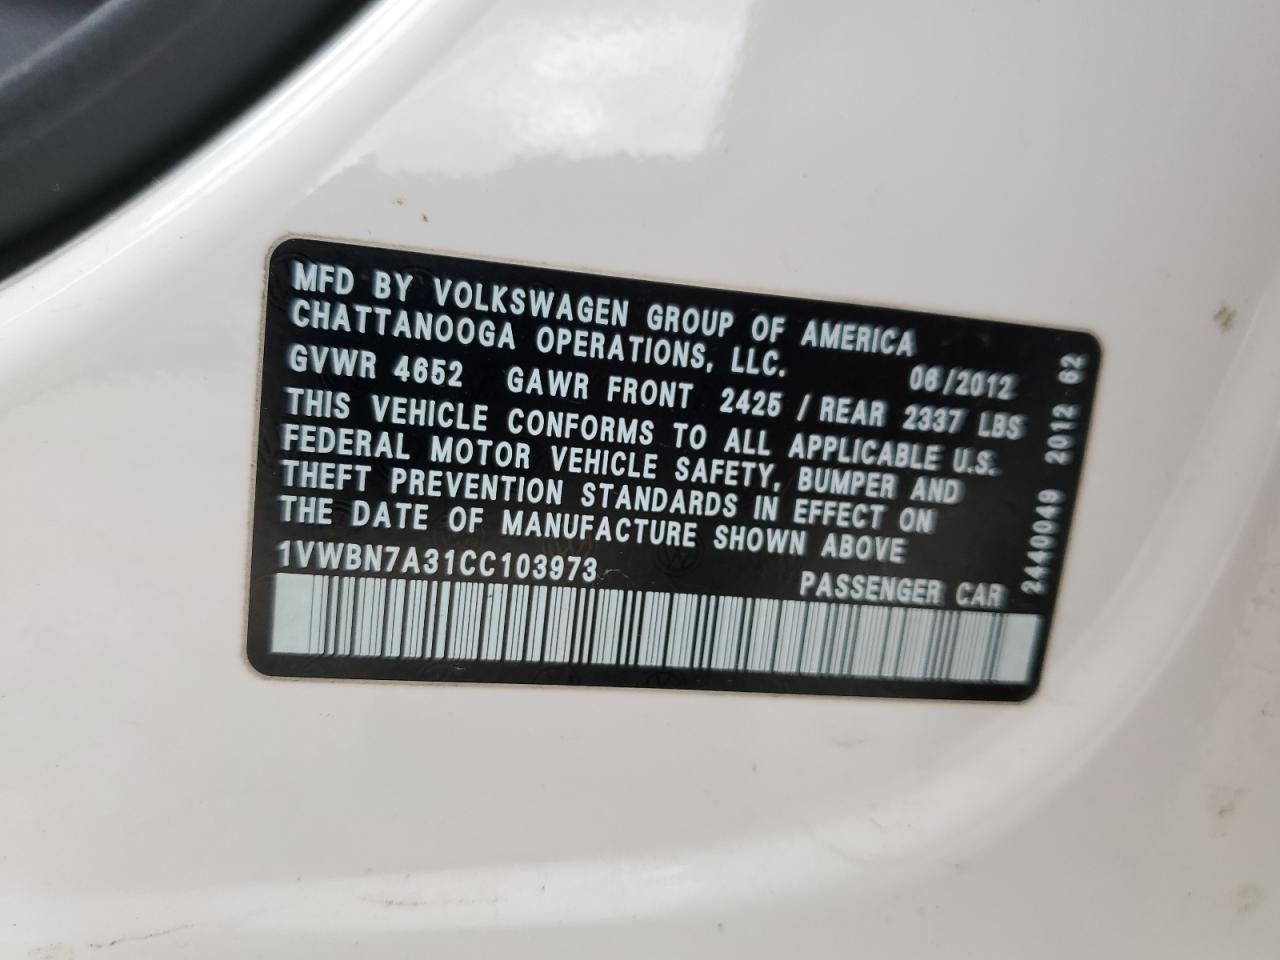 MFD BY VOLKSWAGEN GROUP OF AMERICA
CHATTANOOGA OPERATIONS, LLC.
06/2012
GVWR 4652 GAWR FRONT 2425 / REAR 2337 LBS
THIS VEHICLE CONFORMS TO ALL APPLICABLE U.S.
FEDERAL MOTOR VEHICLE SAFETY, BUMPER AND
THEFT PREVENTION STANDARDS IN EFFECT ON
THE DATE OF MANUFACTURE SHOWN ABOVE
1VWBN7A31CC103973
PASSENGER CAR
2440049 2012 62